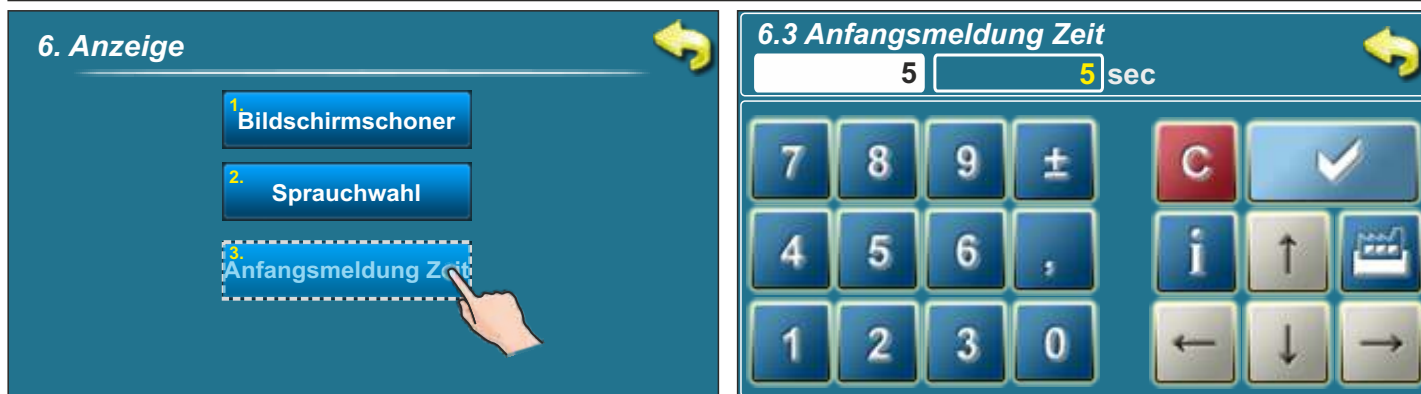 6. Anzeige
1.
Bildschirmschoner
2.
Sprauchwahl
3.
Anfangsmeldung Zeit
6.3 Anfangsmeldung Zeit
5 5 sec
7 8 9 ± C
4 5 6 , i
1 2 3 0